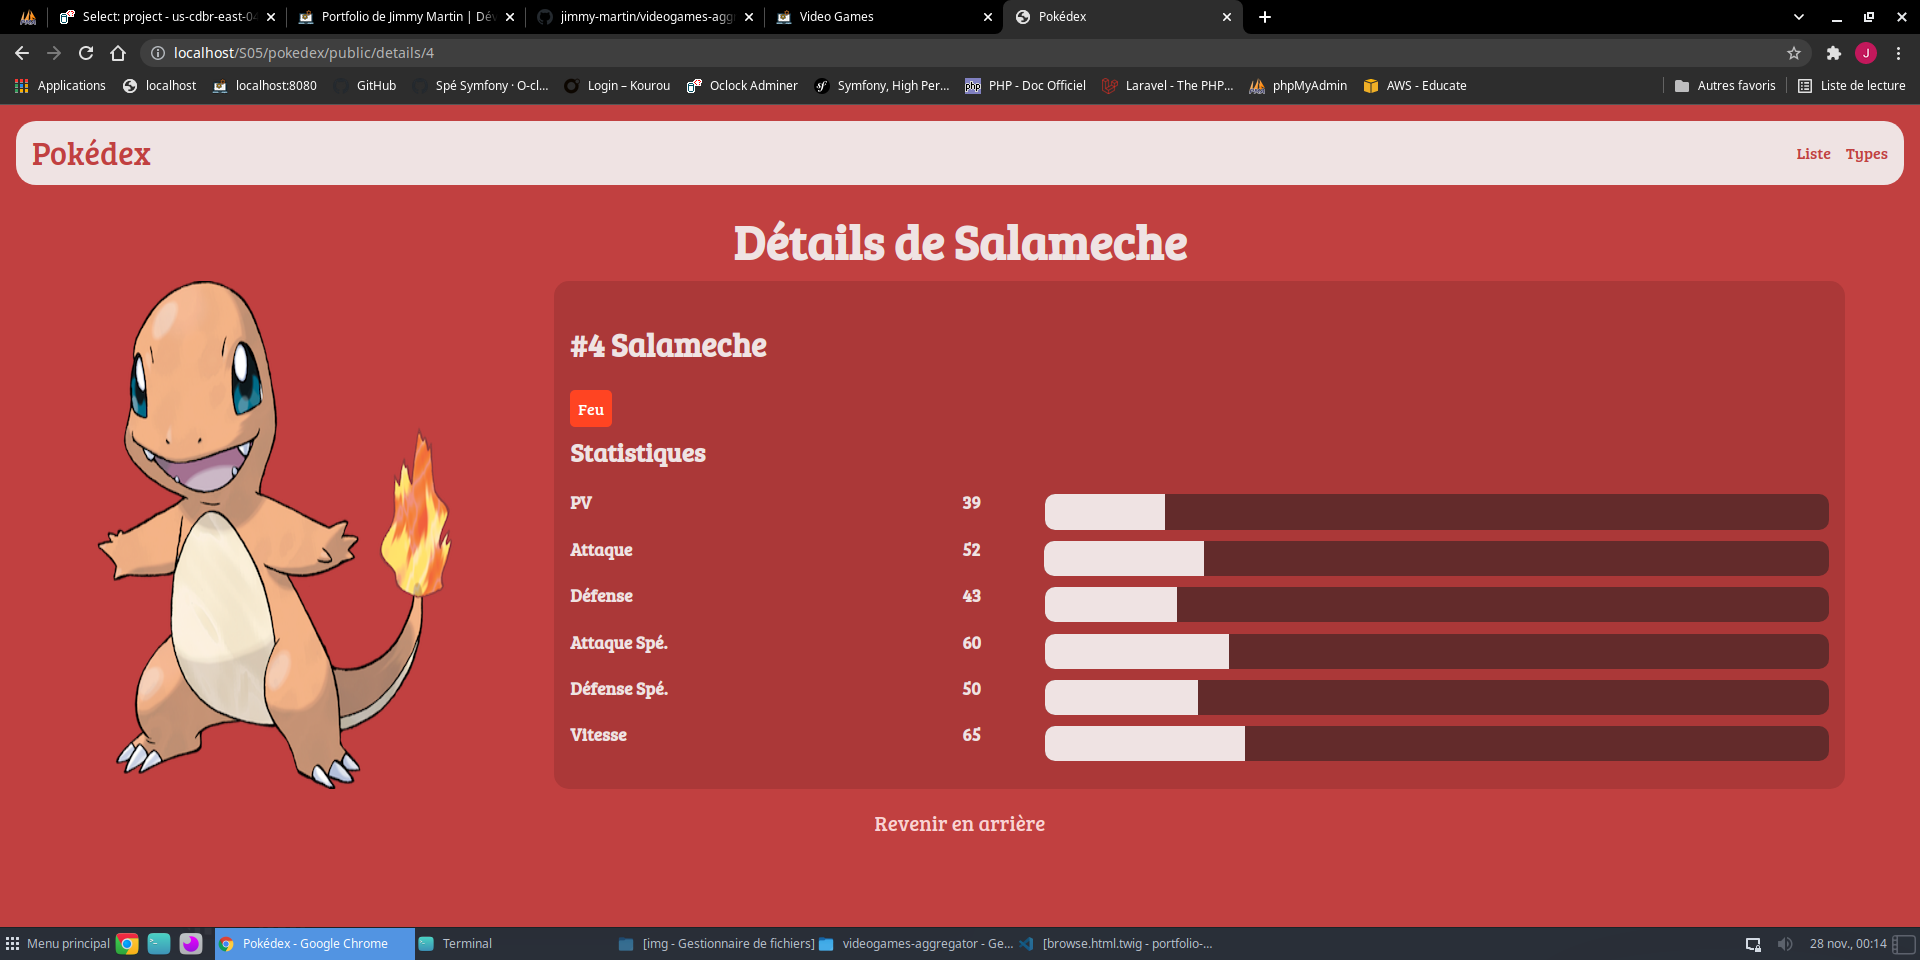 Select: project - us-cdbr-east-04
Portfolio de Jimmy Martin | Dév
jimmy-martin/videogames-agg
Video Games
Pokédex
localhost/S05/pokedex/public/details/4
J
Applications
localhost
localhost:8080
GitHub
Spé Symfony · O-cl...
Login – Kourou
Oclock Adminer
Symfony, High Per...
php
PHP - Doc Officiel
Laravel - The PHP...
phpMyAdmin
AWS - Educate
Autres favoris
Liste de lecture
Pokédex
Liste
Types
Détails de Salameche
#4 Salameche
Feu
Statistiques
PV 39
Attaque 52
Défense 43
Attaque Spé. 60
Défense Spé. 50
Vitesse 65
Revenir en arrière
Menu principal
Pokédex - Google Chrome
Terminal
[img - Gestionnaire de fichiers]
videogames-aggregator - Ge...
[browse.html.twig - portfolio-...
28 nov., 00:14